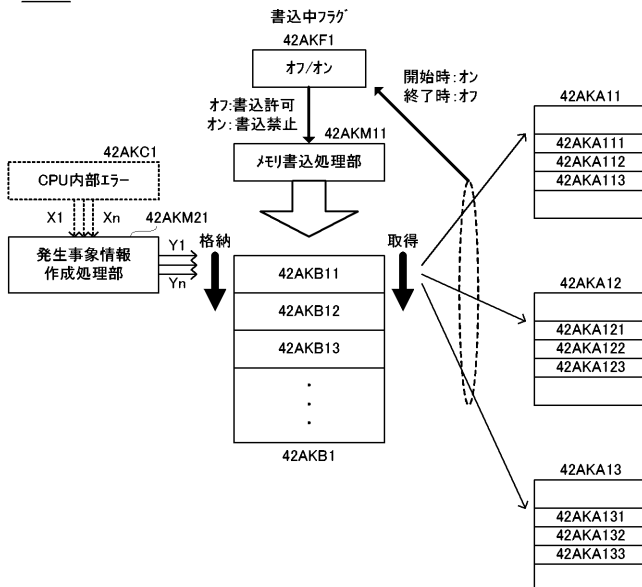 書込中フラグ
42AKF1
オフ/オン
開始時:オン
終了時:オフ
オフ:書込許可
オン:書込禁止
42AKM11
メモリ書込処理部
42AKC1
CPU内部エラー
X1 Xn
42AKM21
発生事象情報
作成処理部
Y1
Yn
格納
取得
42AKB11
42AKB12
42AKB13
42AKB1
42AKA11
42AKA111
42AKA112
42AKA113
42AKA12
42AKA121
42AKA122
42AKA123
42AKA13
42AKA131
42AKA132
42AKA133